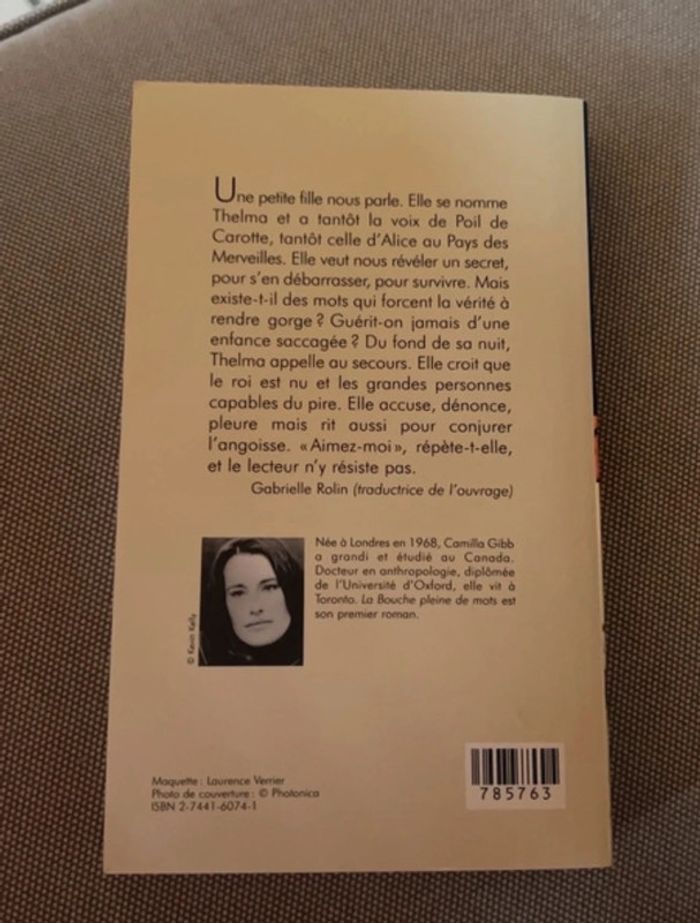 Une petite fille nous parle. Elle se nomme
Thelma et a tantôt la voix de Poil de
Carotte, tantôt celle d'Alice au Pays des
Merveilles. Elle veut nous révéler un secret,
pour s'en débarrasser, pour survivre. Mais
existe-t-il des mots qui forcent la vérité à
rendre gorge ? Guérit-on jamais d'une
enfance saccagée ? Du fond de sa nuit,
Thelma appelle au secours. Elle croit que
le roi est nu et les grandes personnes
capables du pire. Elle accuse, dénonce,
pleure mais rit aussi pour conjurer
l'angoisse. « Aimez-moi », répète-t-elle,
et le lecteur n'y résiste pas.
Gabrielle Rolin (traductrice de l'ouvrage)
Née à Londres en 1968, Camilla Gibb
a grandi et étudié au Canada.
Docteur en anthropologie, diplômée
de l'Université d'Oxford, elle vit à
Toronto. La Bouche pleine de mots est
son premier roman.
© Kevin Kelly
Maquette : Laurence Verrier
Photo de couverture : © Photonica
ISBN 2-7441-6074-1
785763